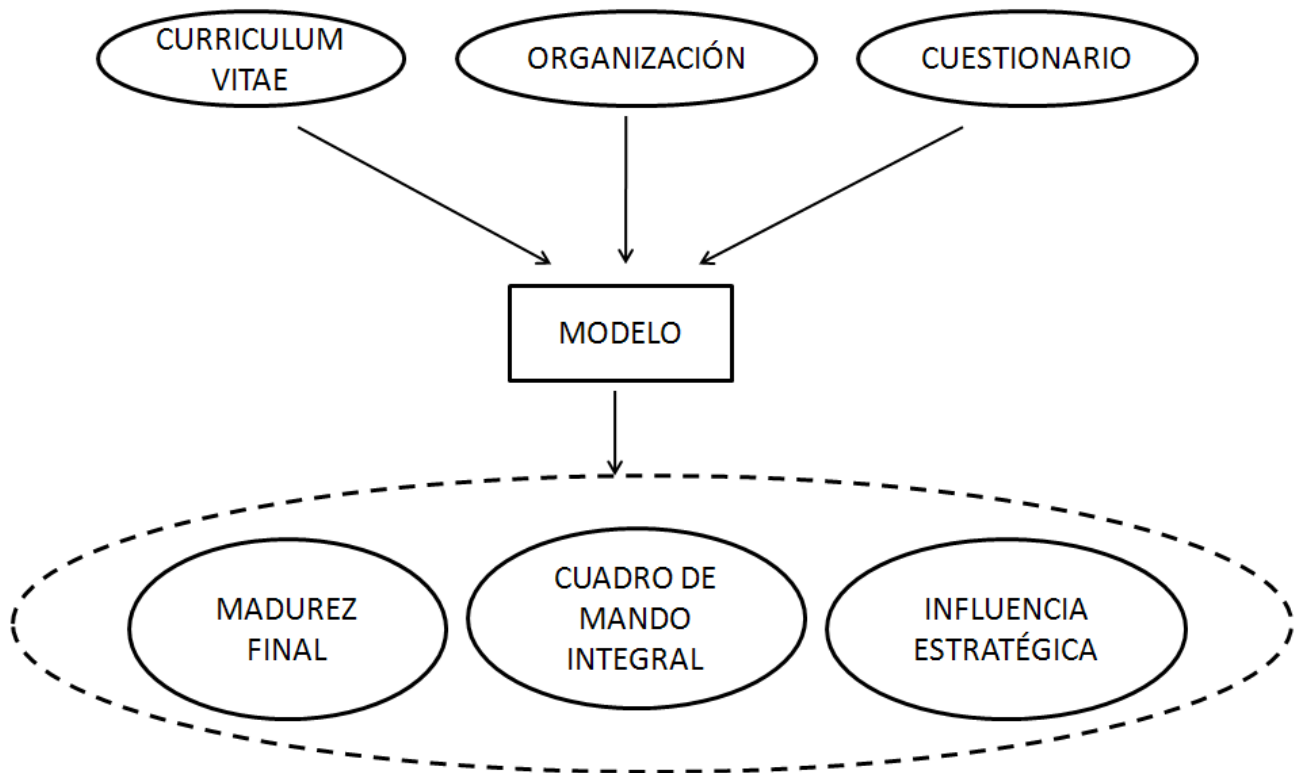 CURRICULUM
VITAE
ORGANIZACIÓN
CUESTIONARIO
MODELO
MADUREZ
FINAL
CUADRO DE
MANDO
INTEGRAL
INFLUENCIA
ESTRATÉGICA